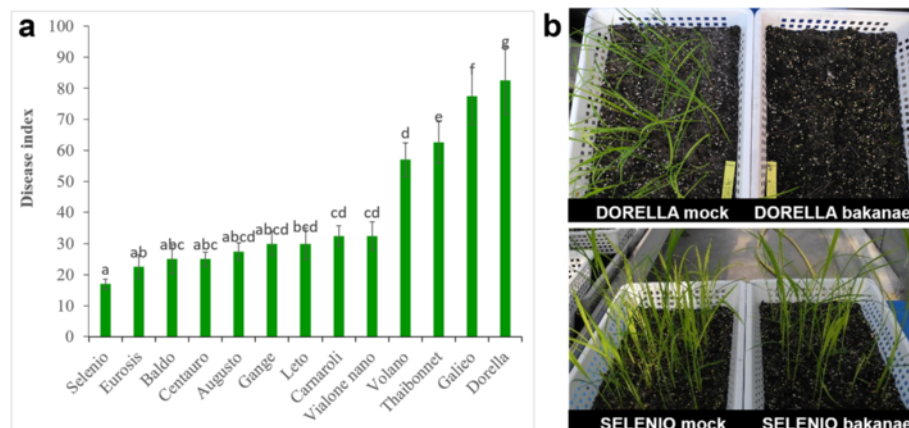 a
Disease index
100
90
80
70
60
50
40
30
20
10
0
a
ab
abc
abc
abcd
abcd
bcd
cd
cd
d
e
f
g
Selenio
Eurosis
Baldo
Centauro
Augusto
Gange
Leto
Carnaroli
Vialone nano
Volano
Thaibonnet
Galieo
Dorella
b
DORELLA mock
DORELLA bakanae
SELENIO mock
SELENIO bakanae